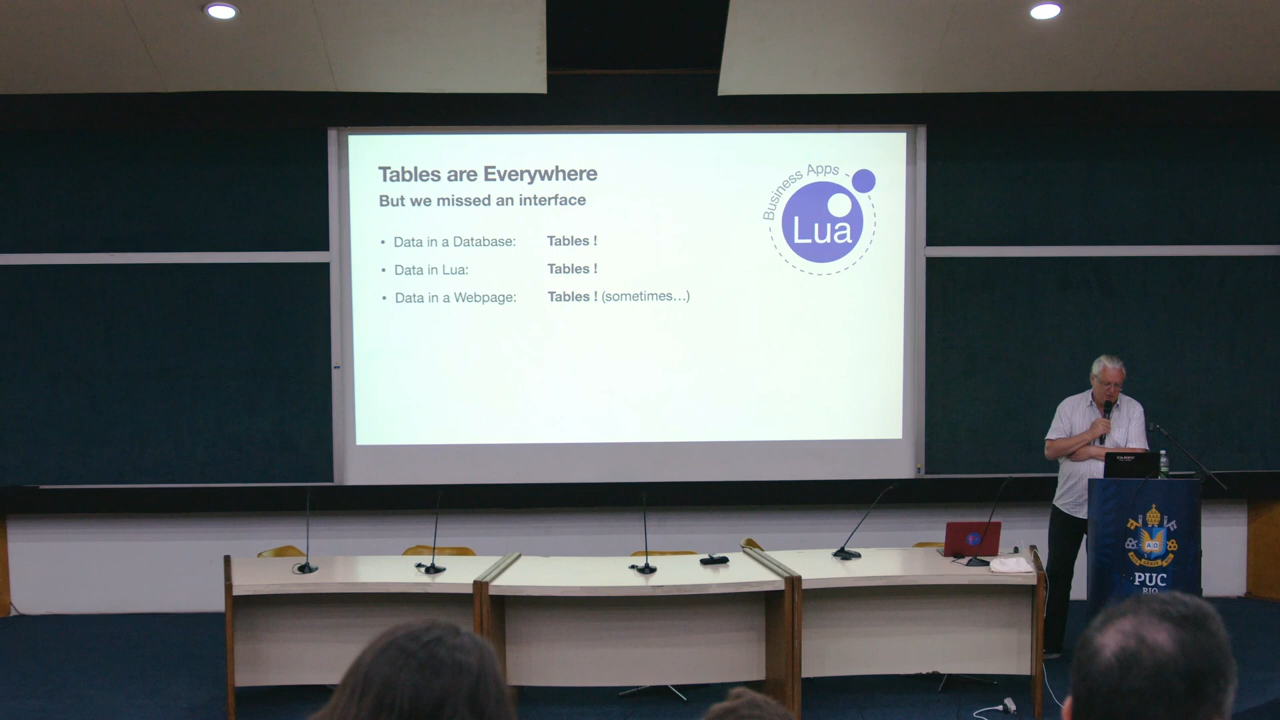 Tables are Everywhere
But we missed an interface
• Data in a Database: Tables !
• Data in Lua: Tables !
• Data in a Webpage: Tables ! (sometimes...)
Business Apps
Lua
PUC
RIO